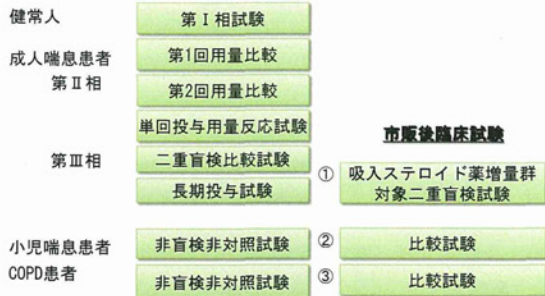 健常人
第Ⅰ相試験
成人喘息患者
第1回用量比較
第Ⅱ相
第2回用量比較
単回投与用量反応試験
市販後臨床試験
第Ⅲ相
二重盲検比較試験
①
吸入ステロイド薬増量群
対象二重盲検試験
長期投与試験
小児喘息患者
非盲検非対照試験
②
比較試験
COPD患者
非盲検非対照試験
③
比較試験